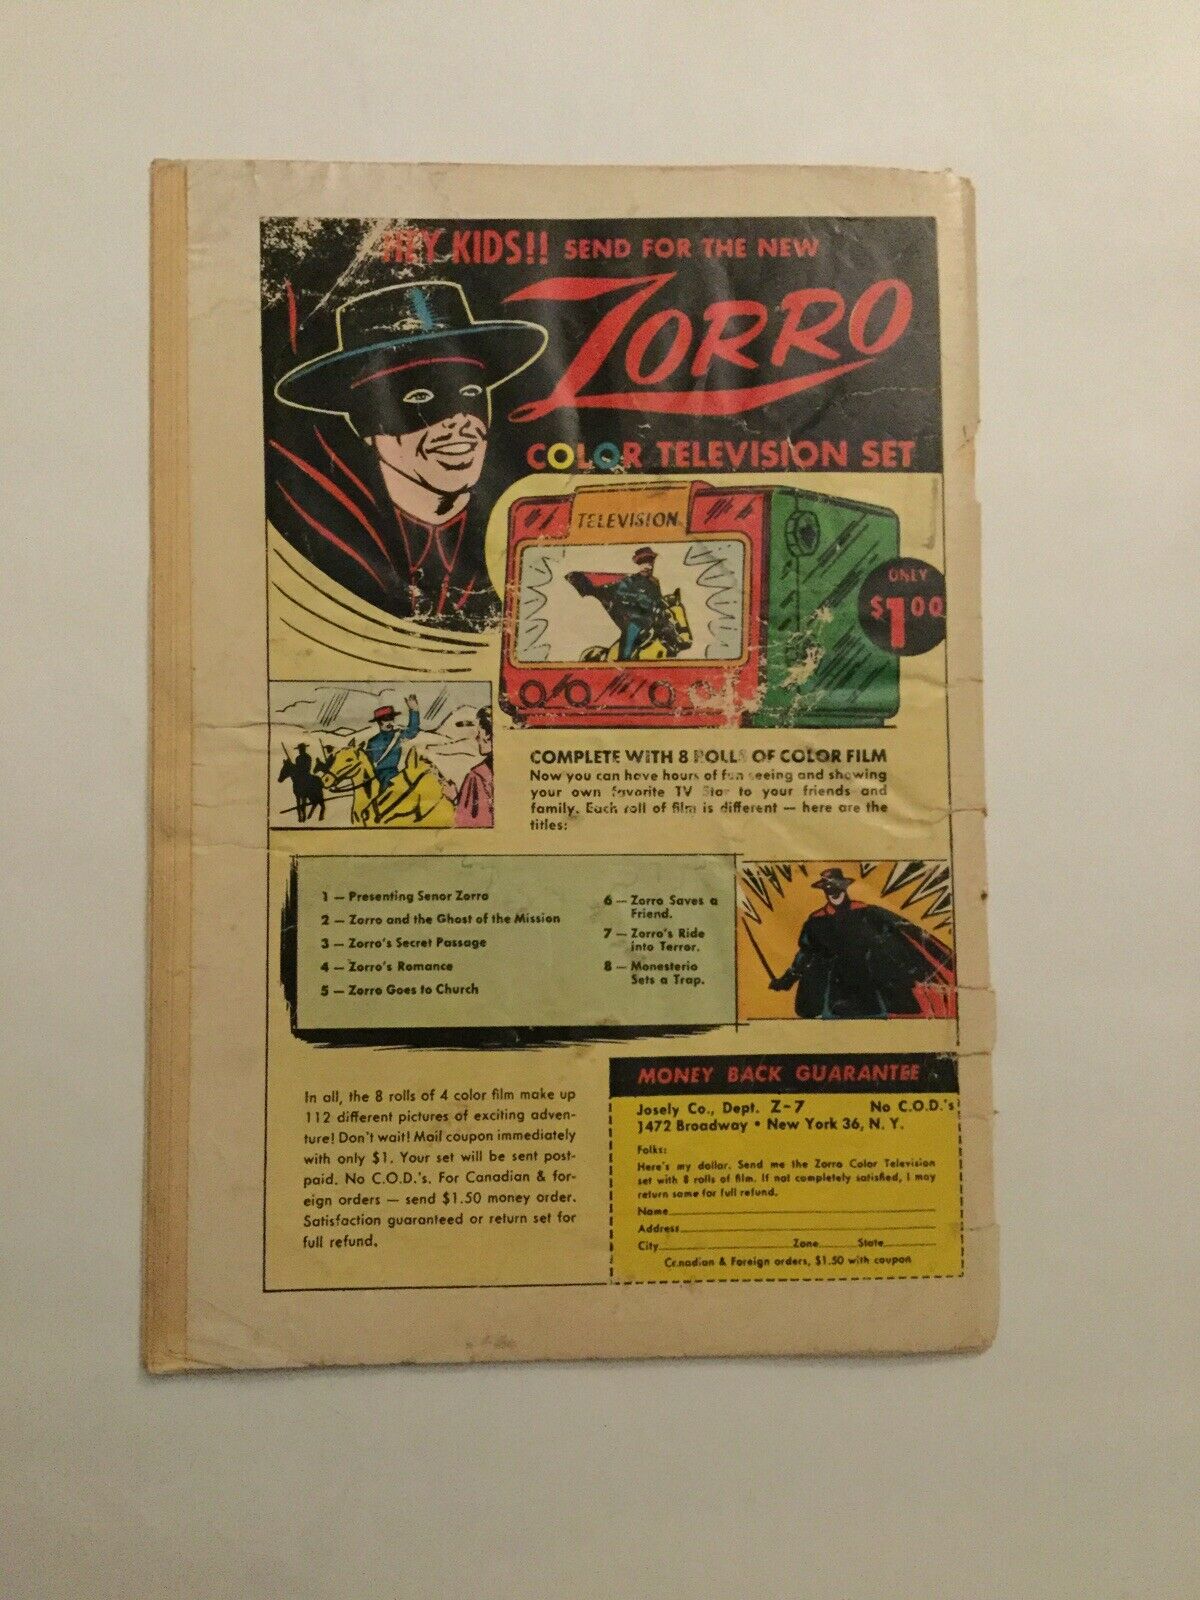 HEY KIDS!! SEND FOR THE NEW
ZORRO
COLOR TELEVISION SET
TELEVISION
ONLY
$1.00
COMPLETE WITH 8 ROLLS OF COLOR FILM
Now you can have hours of fun seeing and showing
your own favorite TV Star to your friends and
family. Each roll of film is different — here are the
titles:
1 — Presenting Senor Zorro
2 — Zorro and the Ghost of the Mission
3 — Zorro's Secret Passage
4 — Zorro's Romance
5 — Zorro Goes to Church
6 — Zorro Saves a
Friend.
7 — Zorro's Ride
into Terror.
8 — Monesterio
Sets a Trap.
In all, the 8 rolls of 4 color film make up
112 different pictures of exciting adven-
ture! Don't wait! Mail coupon immediately
with only $1. Your set will be sent post-
paid. No C.O.D.'s. For Canadian & for-
eign orders — send $1.50 money order.
Satisfaction guaranteed or return set for
full refund.
MONEY BACK GUARANTEE
Josely Co., Dept. Z-7 No C.O.D.'s
1472 Broadway • New York 36, N. Y.
Folks:
Here's my dollar. Send me the Zorro Color Television
set with 8 rolls of film. If not completely satisfied, I may
return same for full refund.
Name
Address
City Zone State
Canadian & Foreign orders, $1.50 with coupon